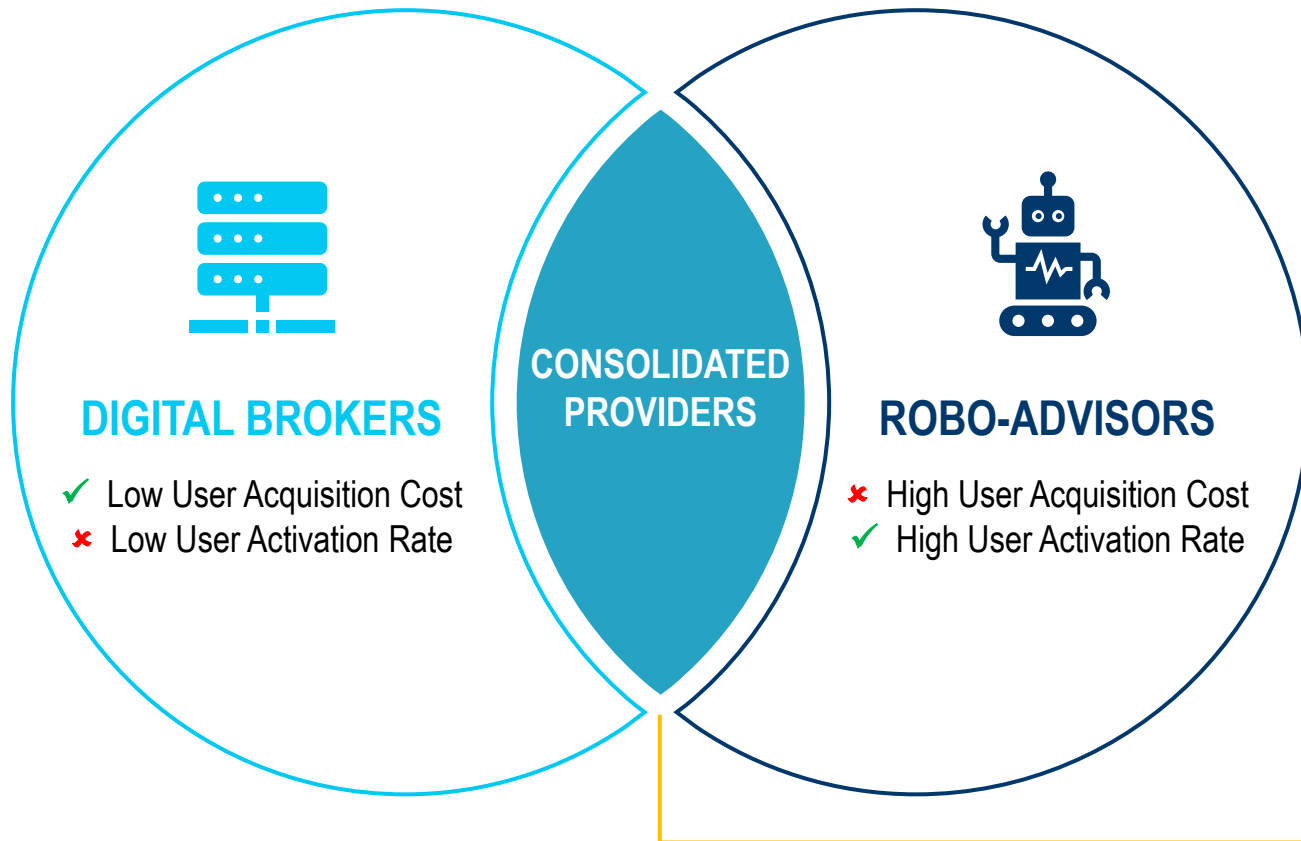 CONSOLIDATED
PROVIDERS
DIGITAL BROKERS
✓ Low User Acquisition Cost
✘ Low User Activation Rate
ROBO-ADVISORS
✘ High User Acquisition Cost
✓ High User Activation Rate